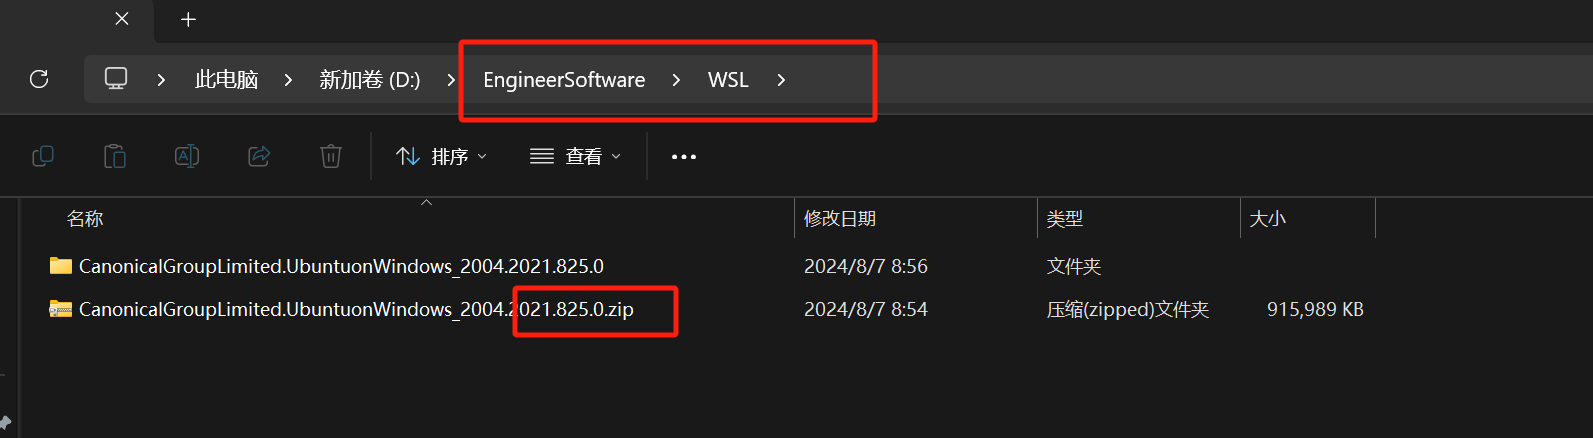 此电脑 > 新加卷 (D:) > EngineerSoftware > WSL >
排序 查看 •••
名称 修改日期 类型 大小
CanonicalGroupLimited.UbuntuonWindows_2004.2021.825.0 2024/8/7 8:56 文件夹
CanonicalGroupLimited.UbuntuonWindows_2004.2021.825.0.zip 2024/8/7 8:54 压缩(zipped)文件夹 915,989 KB